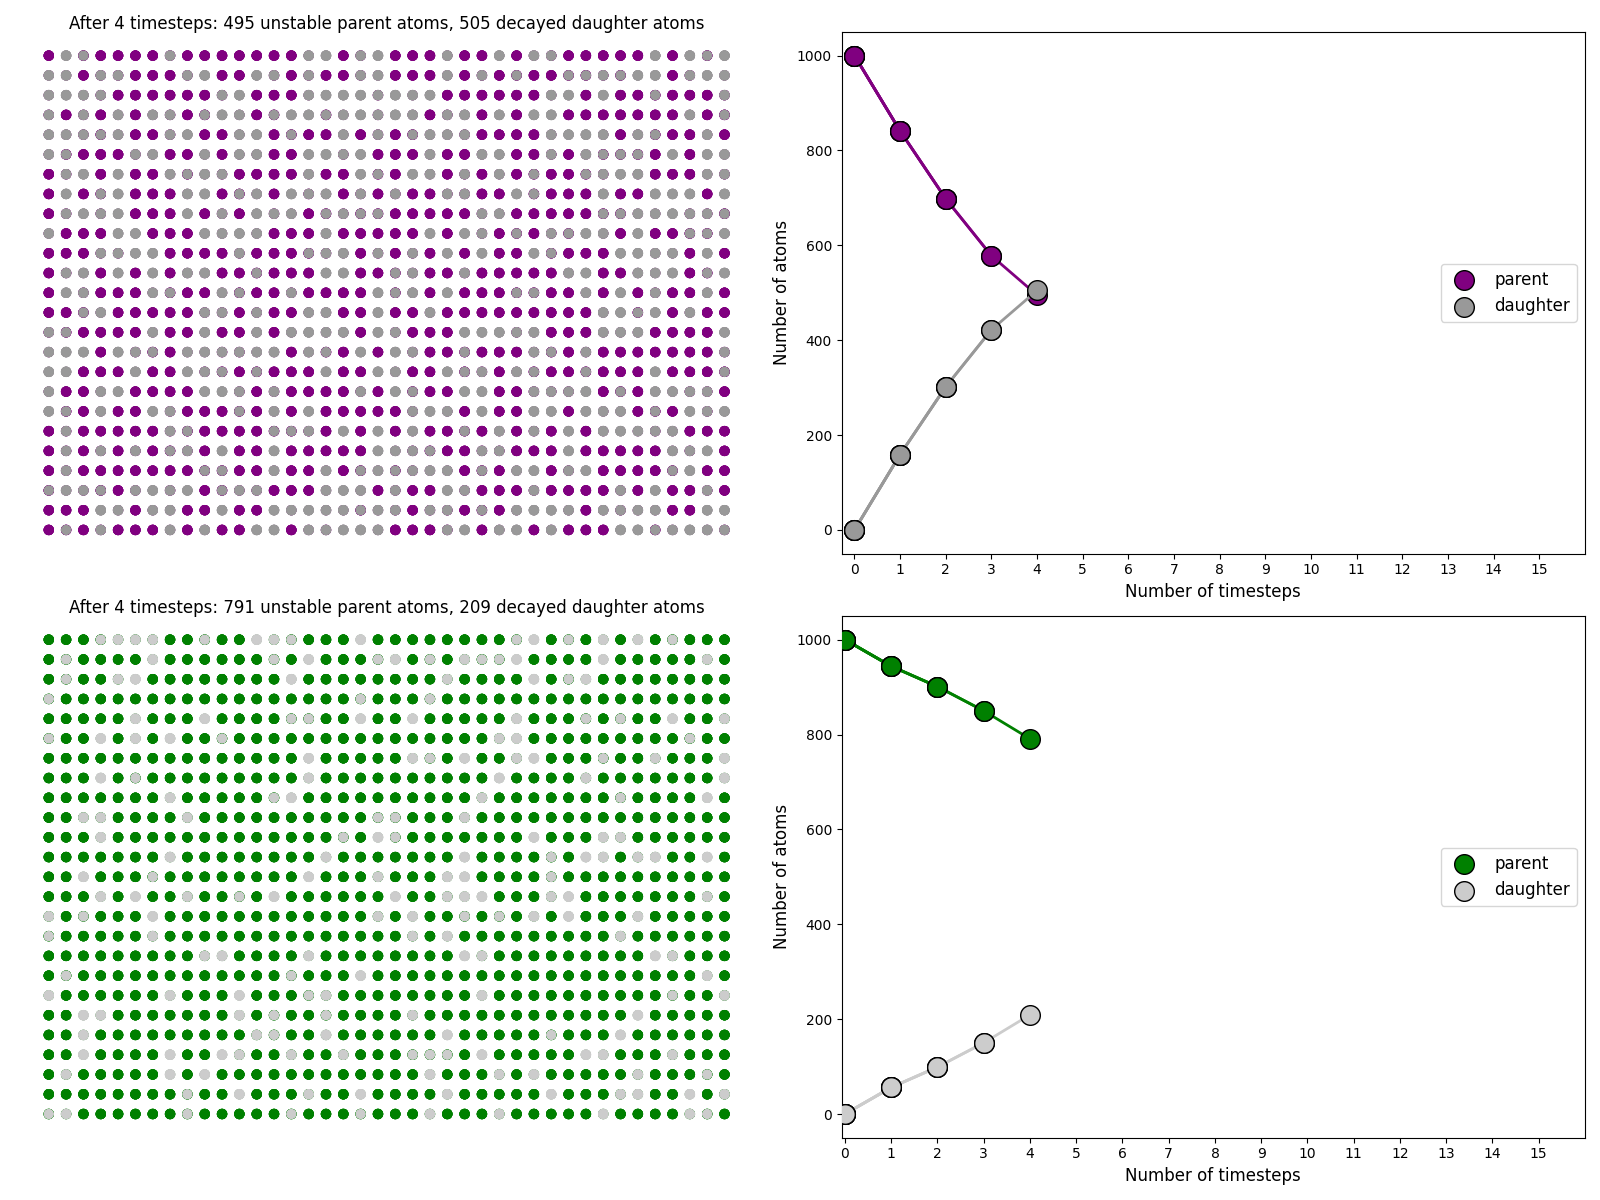 After 4 timesteps: 495 unstable parent atoms, 505 decayed daughter atoms
1000
800
600
400
200
0
Number of atoms
parent
daughter
0 1 2 3 4 5 6 7 8 9 10 11 12 13 14 15
Number of timesteps
After 4 timesteps: 791 unstable parent atoms, 209 decayed daughter atoms
1000
800
600
400
200
0
Number of atoms
parent
daughter
0 1 2 3 4 5 6 7 8 9 10 11 12 13 14 15
Number of timesteps